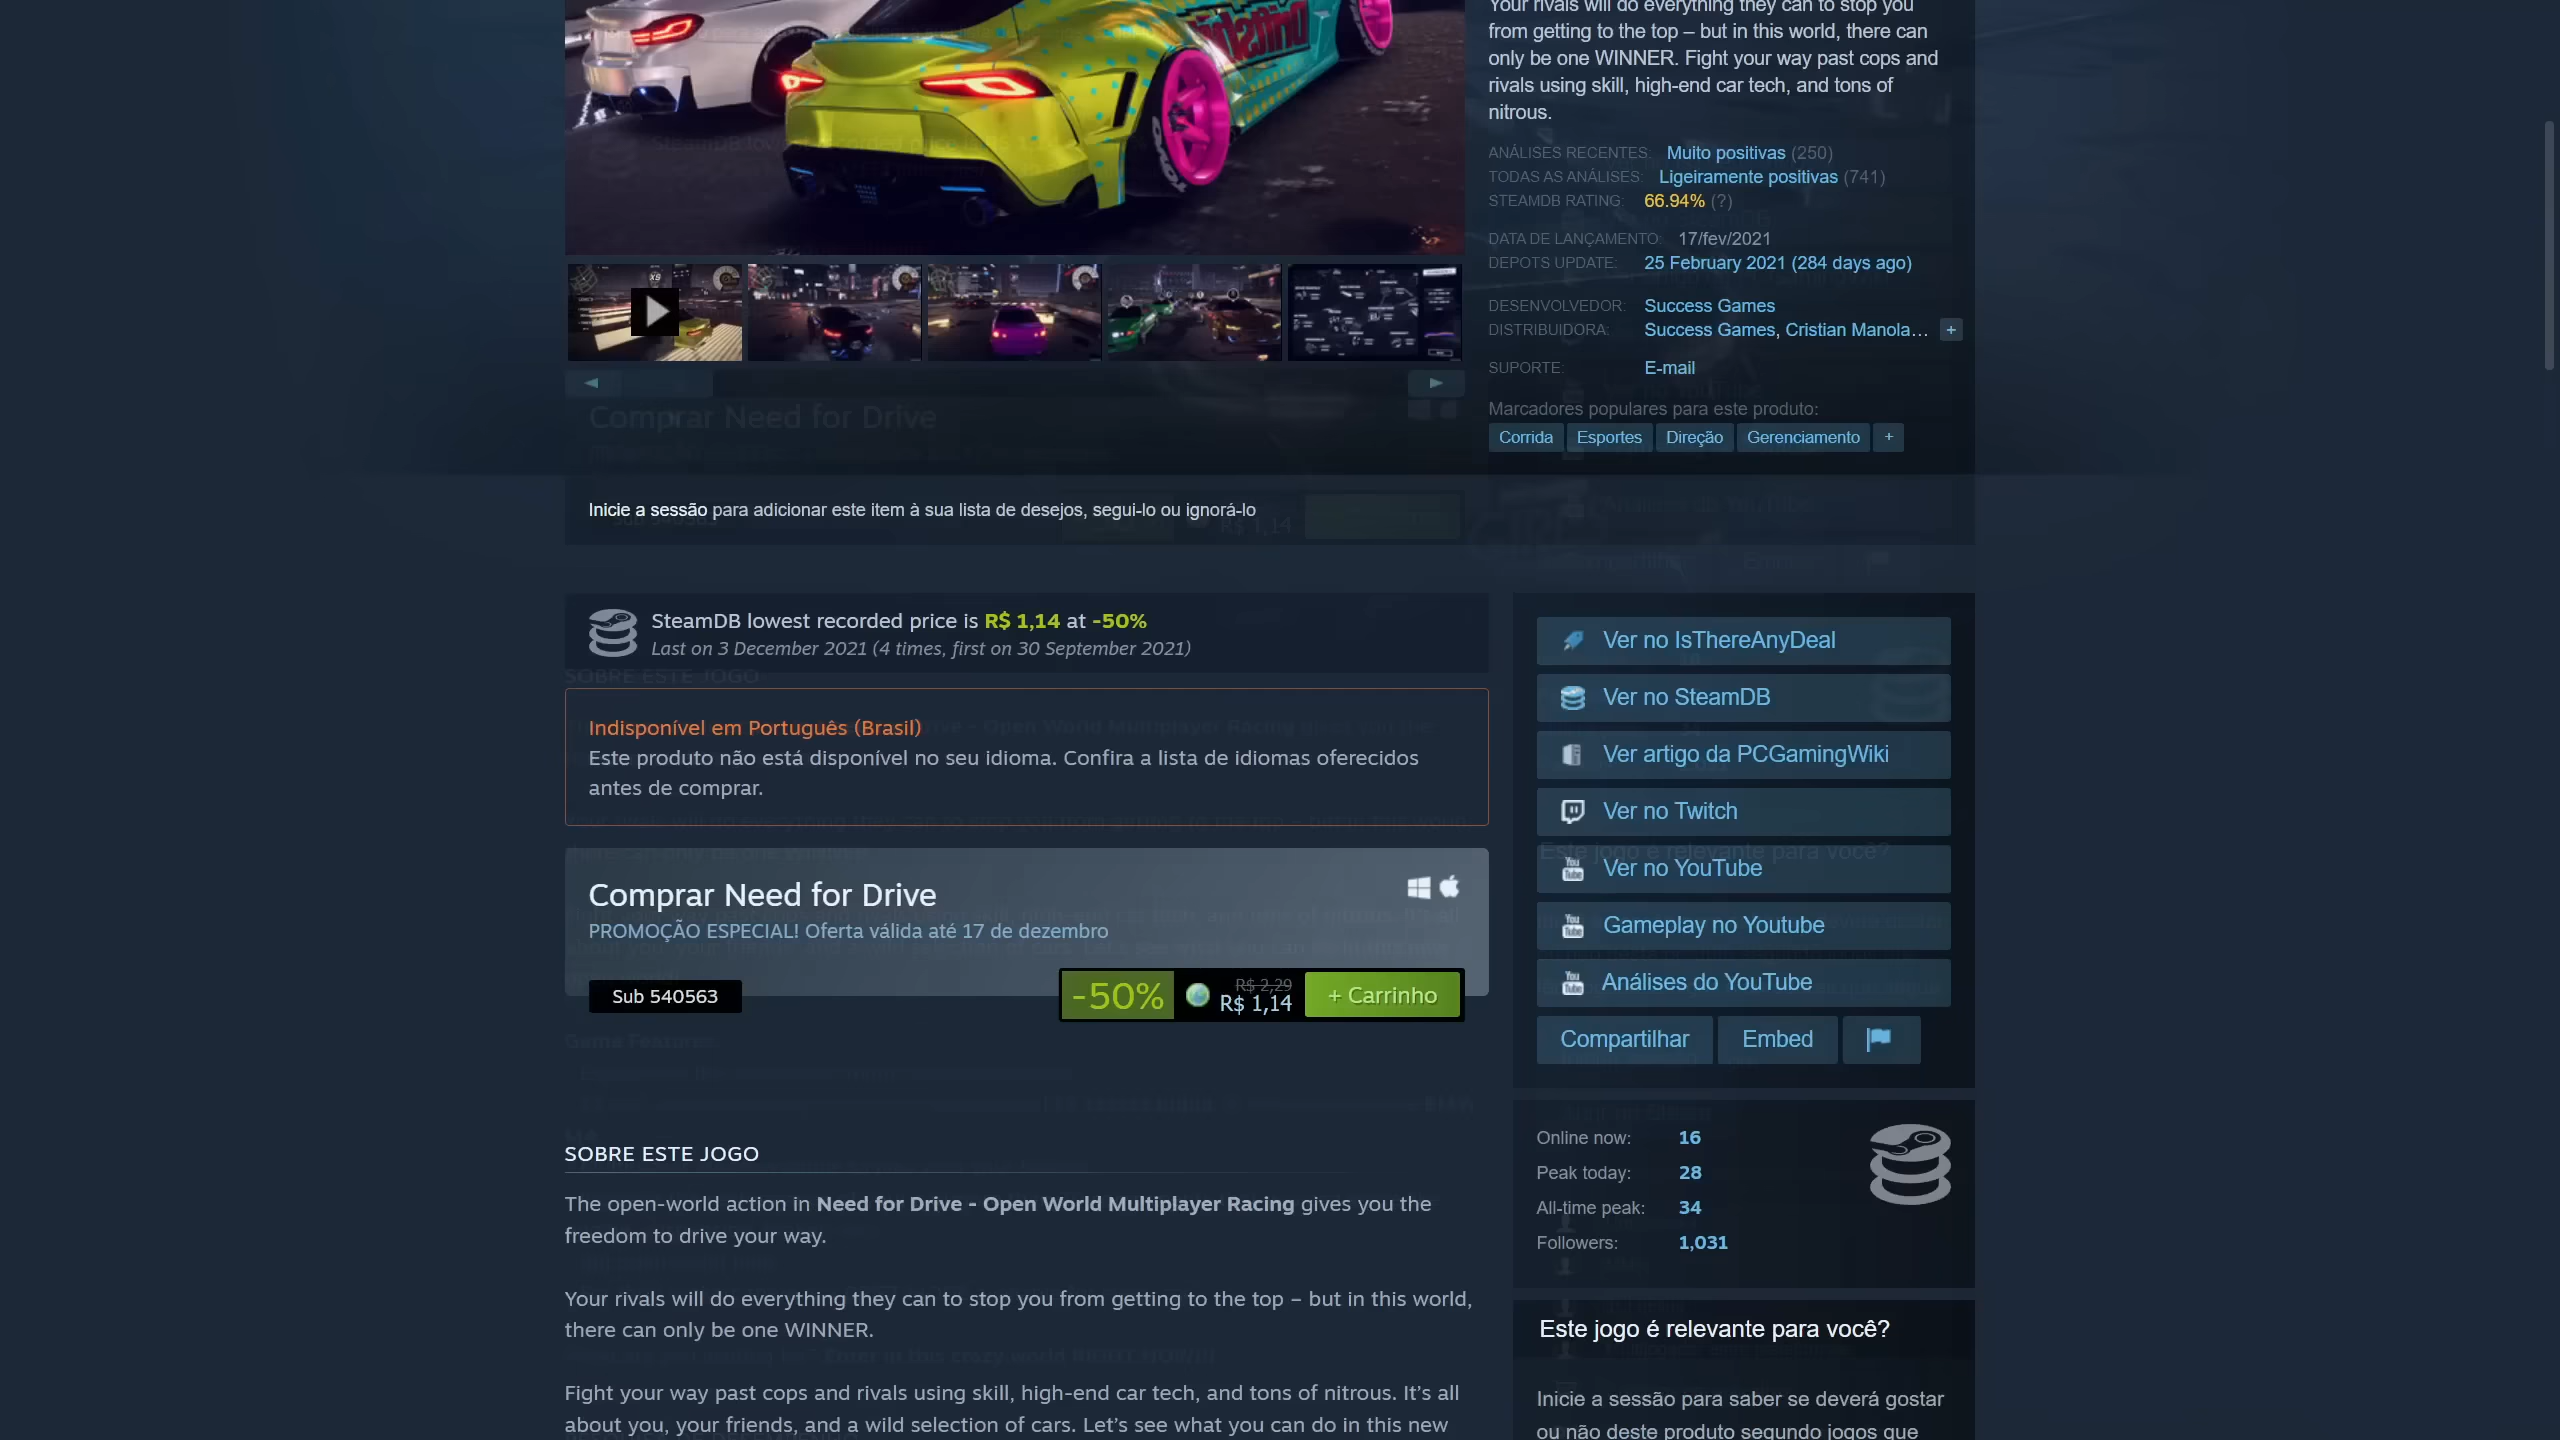 Your rivals will do everything they can to stop you
from getting to the top – but in this world, there can
only be one WINNER. Fight your way past cops and
rivals using skill, high-end car tech, and tons of
nitrous.
ANÁLISES RECENTES: Muito positivas (250)
TODAS AS ANÁLISES: Ligeiramente positivas (741)
STEAMDB RATING: 66.94% (?)
DATA DE LANÇAMENTO: 17/fev/2021
DEPOTS UPDATE: 25 February 2021 (284 days ago)
DESENVOLVEDOR: Success Games
DISTRIBUIDORA: Success Games, Cristian Manola... +
SUPORTE: E-mail
Marcadores populares para este produto:
Corrida Esportes Direção Gerenciamento +
Comprar Need for Drive
Inicie a sessão para adicionar este item à sua lista de desejos, segui-lo ou ignorá-lo
SteamDB lowest recorded price is R$ 1,14 at -50%
Last on 3 December 2021 (4 times, first on 30 September 2021)
Indisponível em Português (Brasil)
Este produto não está disponível no seu idioma. Confira a lista de idiomas oferecidos
antes de comprar.
Comprar Need for Drive
PROMOÇÃO ESPECIAL! Oferta válida até 17 de dezembro
Sub 540563
-50%
R$ 2,29
R$ 1,14
+ Carrinho
SOBRE ESTE JOGO
The open-world action in Need for Drive - Open World Multiplayer Racing gives you the
freedom to drive your way.
Your rivals will do everything they can to stop you from getting to the top – but in this world,
there can only be one WINNER.
Fight your way past cops and rivals using skill, high-end car tech, and tons of nitrous. It's all
about you, your friends, and a wild selection of cars. Let's see what you can do in this new
Ver no IsThereAnyDeal
Ver no SteamDB
Ver artigo da PCGamingWiki
Ver no Twitch
Ver no YouTube
Gameplay no Youtube
Análises do YouTube
Compartilhar Embed
Online now: 16
Peak today: 28
All-time peak: 34
Followers: 1,031
Este jogo é relevante para você?
Inicie a sessão para saber se deverá gostar
ou não deste produto segundo jogos que